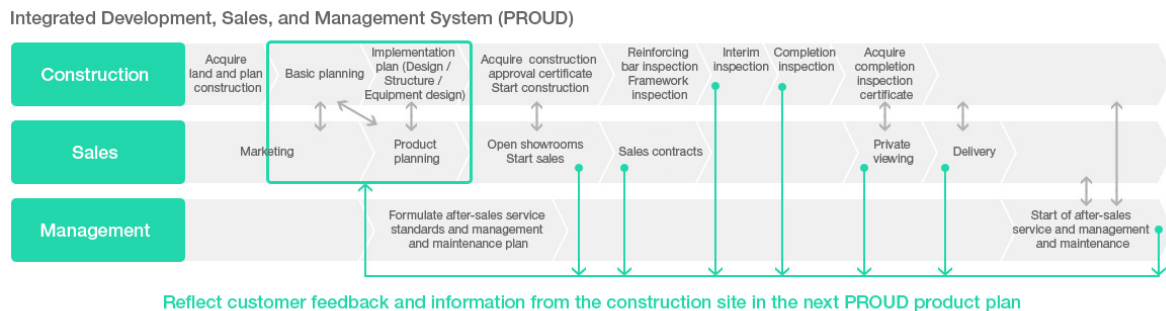 Integrated Development, Sales, and Management System (PROUD)
Construction
Acquire
land and plan
construction
Basic planning
Implementation
plan (Design /
Structure /
Equipment design)
Acquire construction
approval certificate
Start construction
Reinforcing
bar inspection
Framework
inspection
Interim
inspection
Completion
inspection
Acquire
completion
inspection
certificate
Sales
Marketing
Product
planning
Open showrooms
Start sales
Sales contracts
Private
viewing
Delivery
Management
Formulate after-sales service
standards and management
and maintenance plan
Start of after-sales
service and management
and maintenance
Reflect customer feedback and information from the construction site in the next PROUD product plan